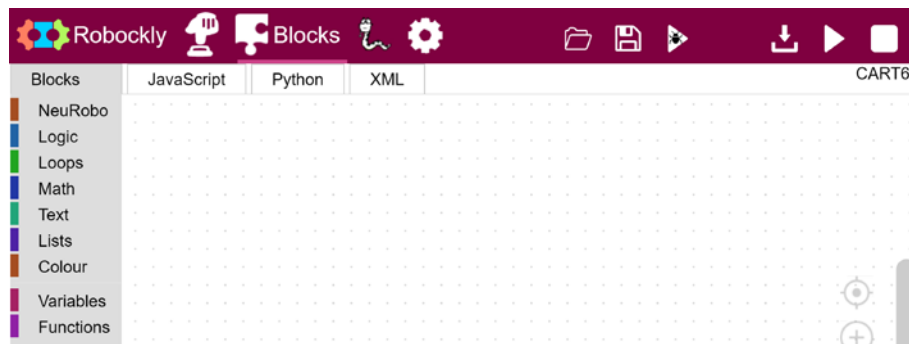 Robockly Blocks
Blocks JavaScript Python XML CART6
NeuRobo
Logic
Loops
Math
Text
Lists
Colour
Variables
Functions